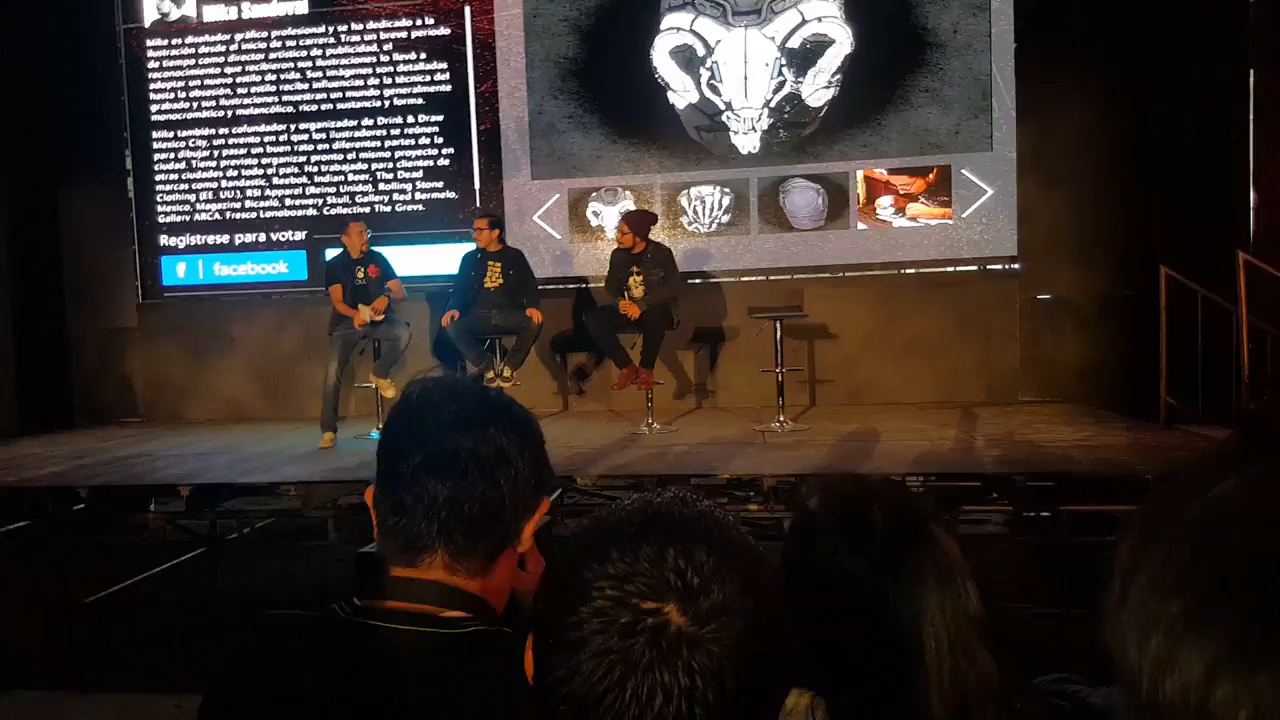 Mike Sandoval
Mike es diseñador gráfico profesional y se ha dedicado a la
ilustración desde el inicio de su carrera. Tras un breve periodo
de tiempo como director artístico de publicidad, el
reconocimiento que recibieron sus ilustraciones lo llevó a
adoptar un nuevo estilo de vida. Sus imágenes son detalladas
hasta la obsesión, su estilo recibe influencias de la técnica del
grabado y sus ilustraciones muestran un mundo generalmente
monocromático y melancólico, rico en sustancia y forma.
Mike también es cofundador y organizador de Drink & Draw
Mexico City, un evento en el que los ilustradores se reúnen
para dibujar y pasar un buen rato en diferentes partes de la
ciudad. Tiene previsto organizar pronto el mismo proyecto en
otras ciudades de todo el país. Ha trabajado para clientes de
marcas como Bandastic, Reebok, Indian Beer, The Dead
Clothing (EE. UU.), RSI Apparel (Reino Unido), Rolling Stone
Mexico, Magazine Bicaalú, Brewery Skull, Gallery Red Bermelo,
Gallery ARCA, Fresco Longboards, Collective The Greys.
Regístrese para votar
f | facebook